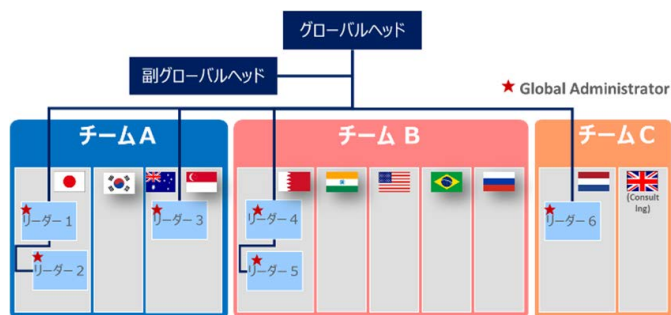 グローバルヘッド
副グローバルヘッド
★ Global Administrator
チームA
チーム B
チームC
(Consult
ing)
リーダー 1
リーダー 3
リーダー 4
リーダー 6
リーダー 2
リーダー 5